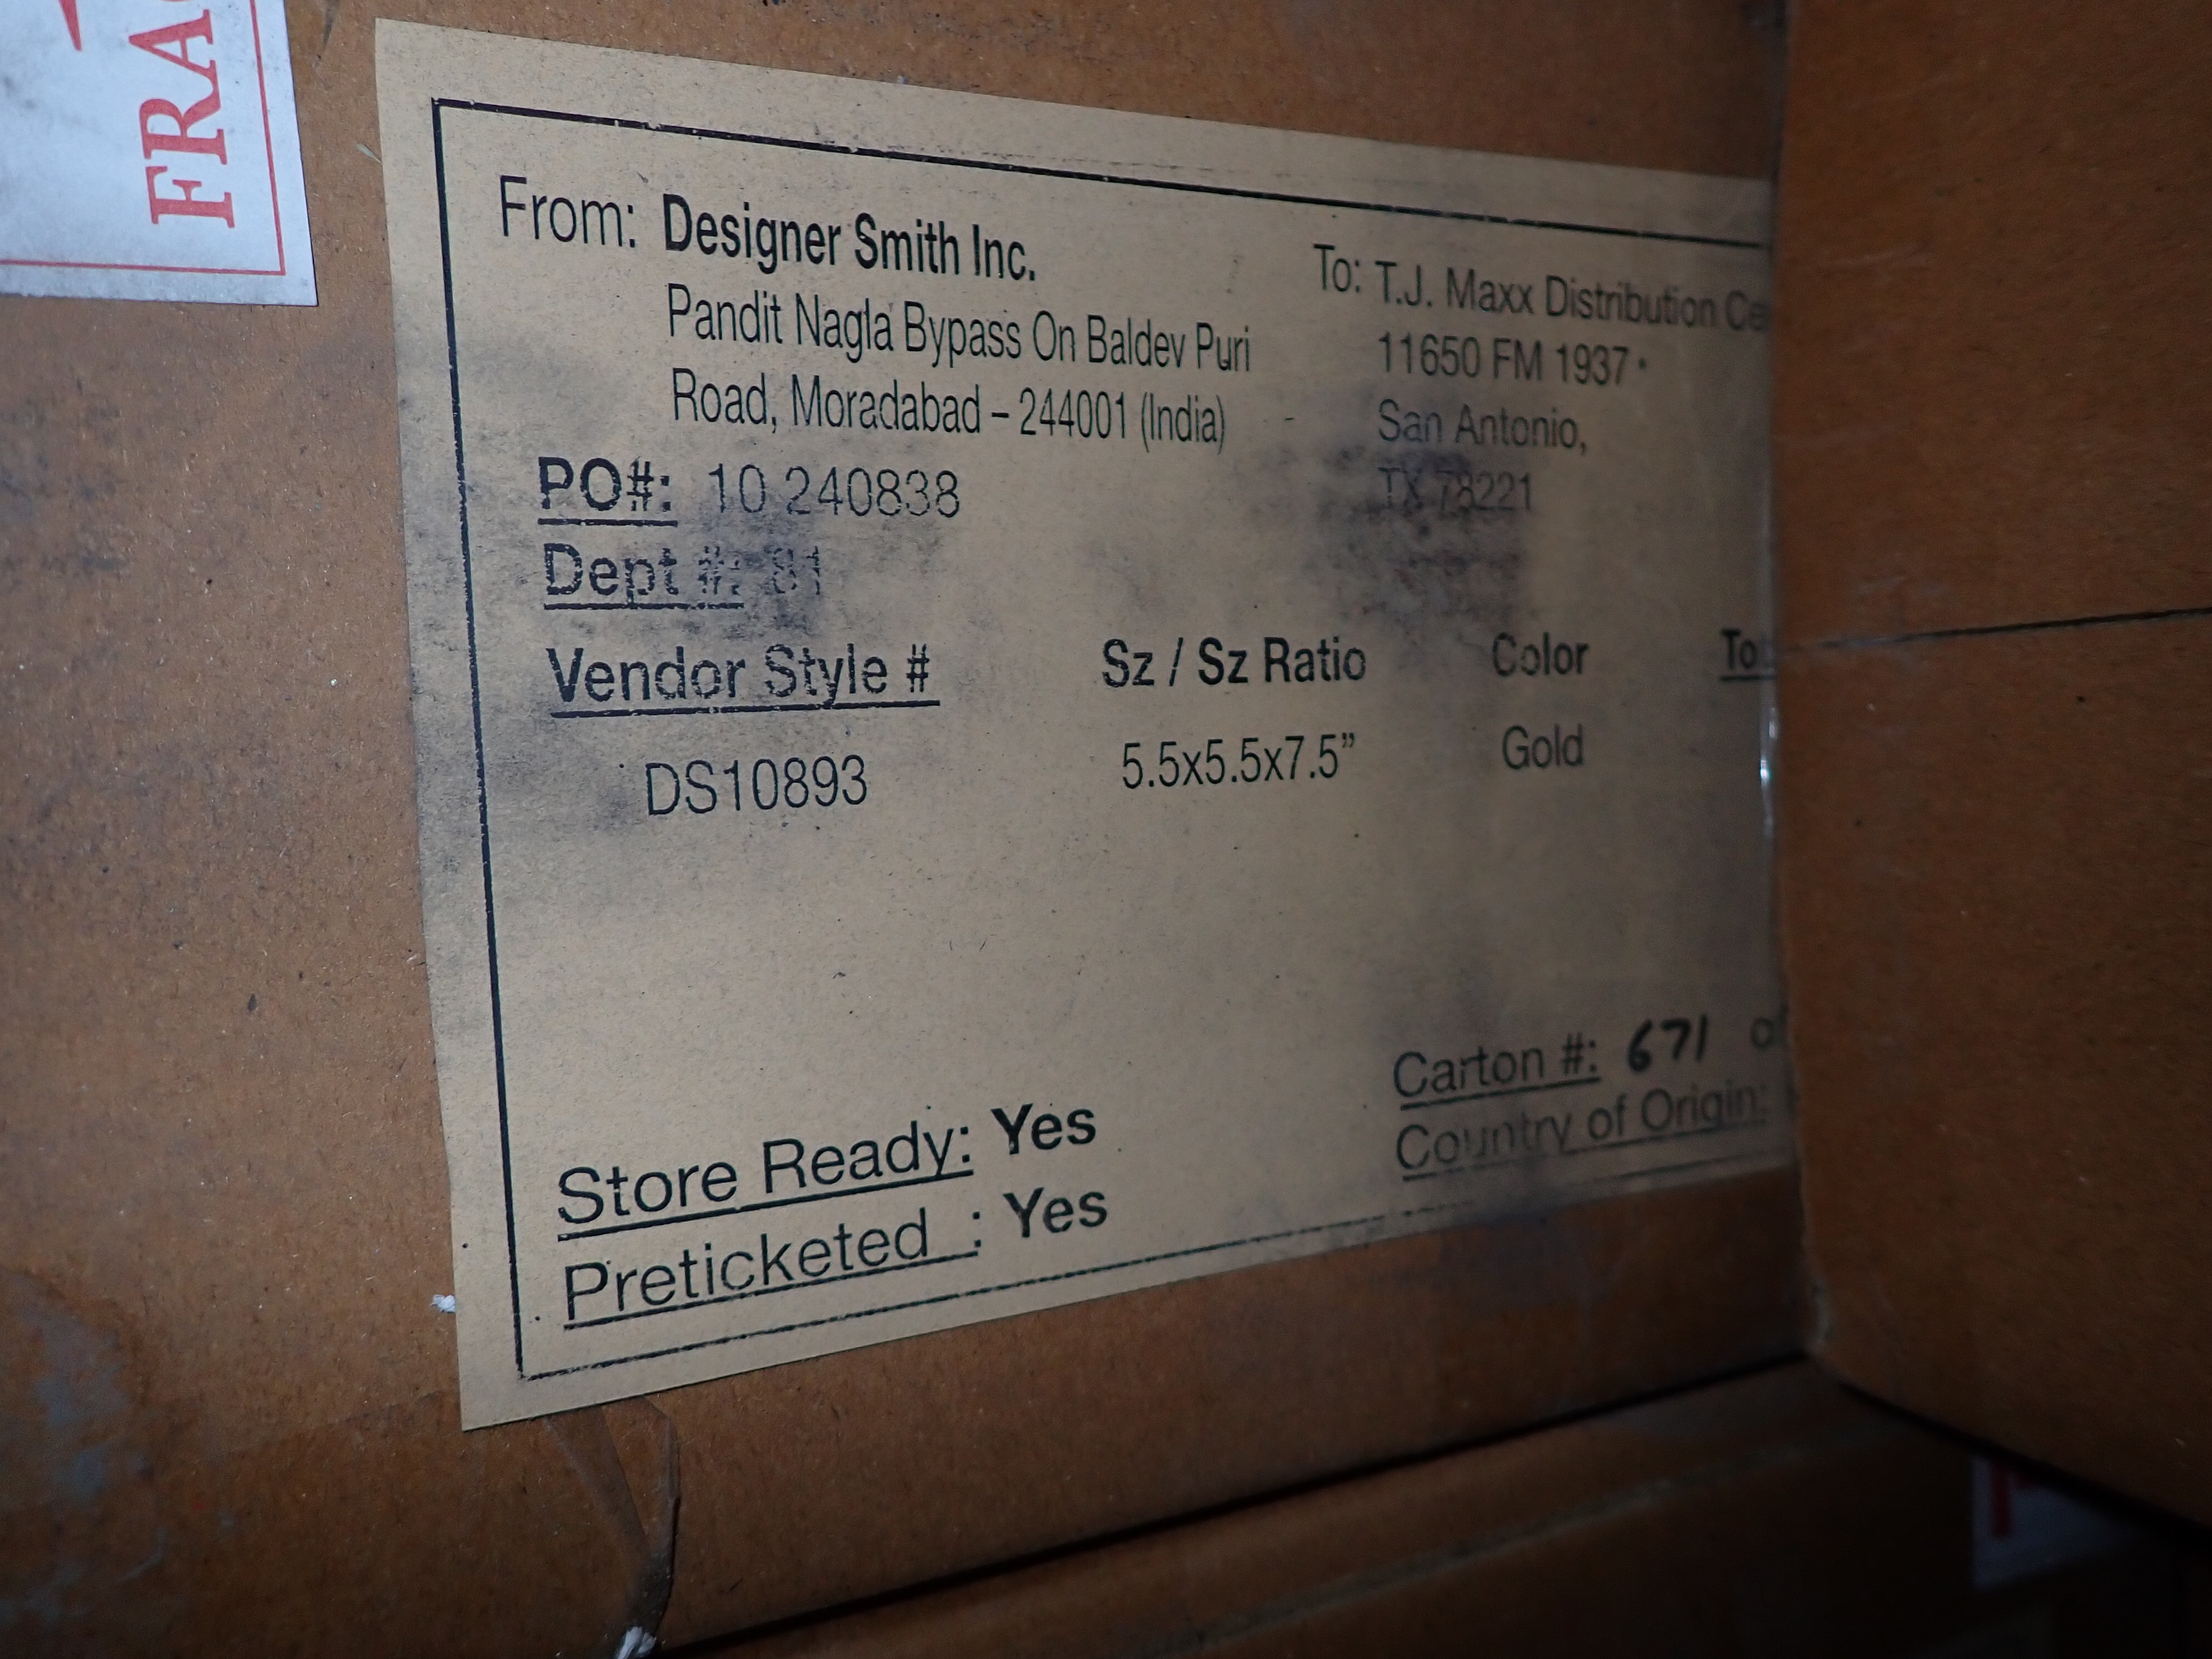 FRA
From: Designer Smith Inc.
Pandit Nagla Bypass On Baldev Puri
Road, Moradabad – 244001 (India)
To: T.J. Maxx Distribution Ce
11650 FM 1937
San Antonio,
TX 78221
PO#: 10 240838
Dept #: 81
Vendor Style # Sz / Sz Ratio Color To
DS10893 5.5x5.5x7.5” Gold
Carton #: 671 of
Country of Origin:
Store Ready: Yes
Preticketed : Yes